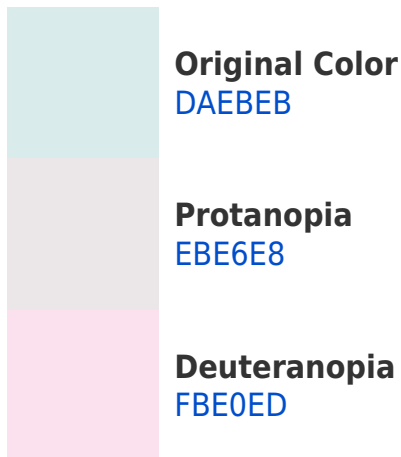 Original Color
DAEBEB
Protanopia
EBE6E8
Deuteranopia
FBE0ED